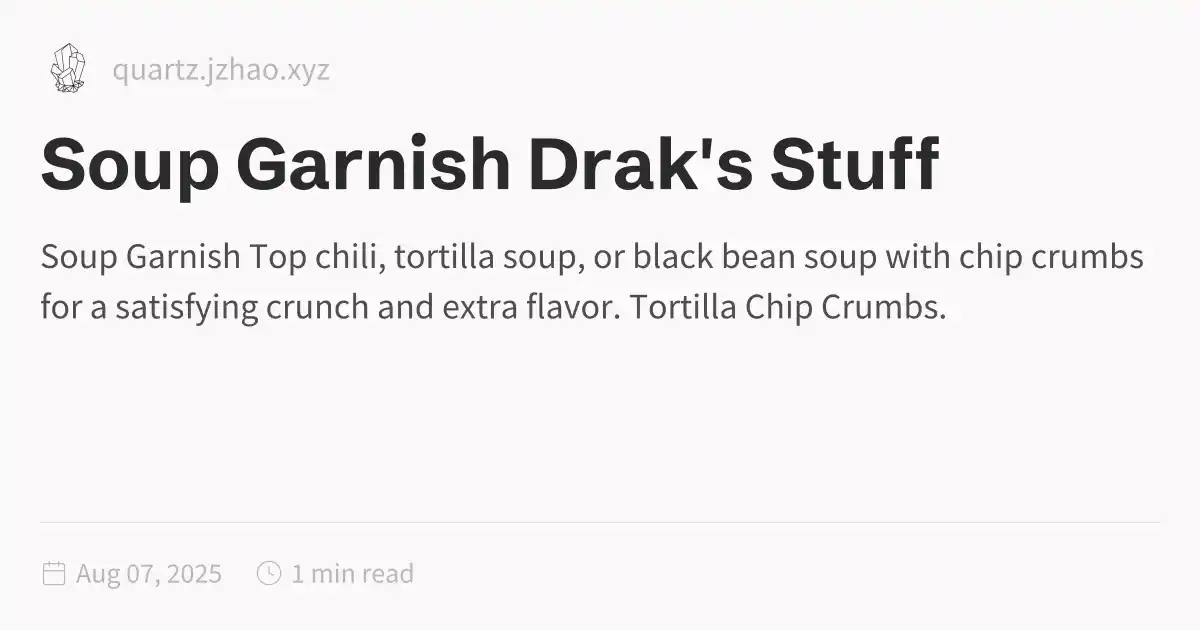 quartz.jzhao.xyz
Soup Garnish Drak's Stuff
Soup Garnish Top chili, tortilla soup, or black bean soup with chip crumbs
for a satisfying crunch and extra flavor. Tortilla Chip Crumbs.
Aug 07, 2025 1 min read